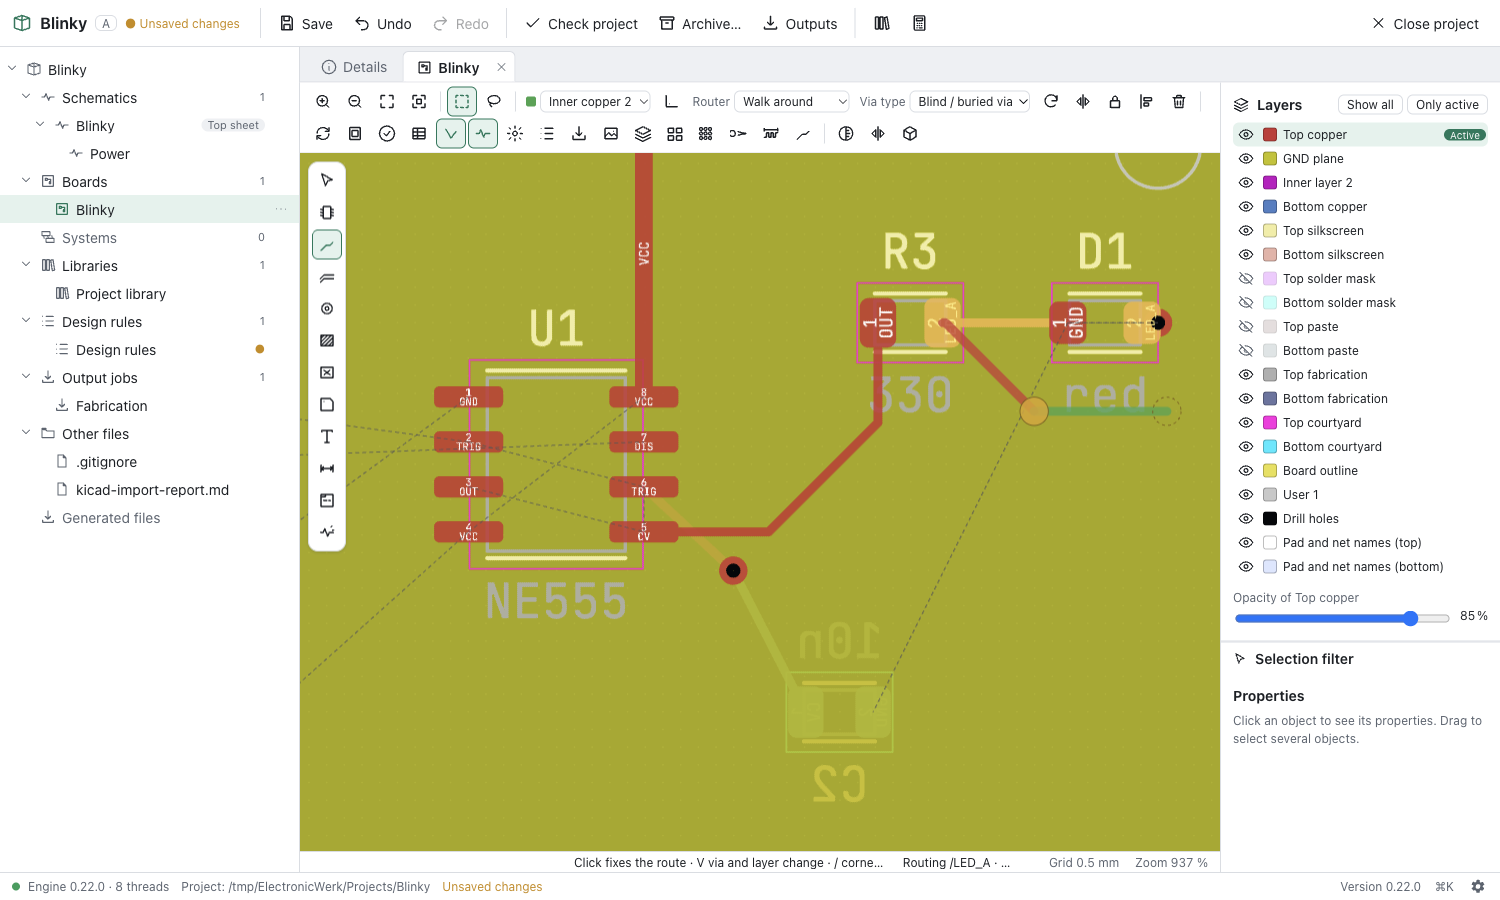 Blinky A Unsaved changes Save Undo Redo Check project Archive... Outputs Close project
Blinky
Schematics 1
Blinky Top sheet
Power
Boards 1
Blinky ...
Systems 0
Libraries 1
Project library
Design rules 1
Design rules
Output jobs 1
Fabrication
Other files
.gitignore
kicad-import-report.md
Generated files
Details Blinky
Inner copper 2 Router Walk around Via type Blind / buried via
VCC
R3 D1
1 OUT 2 LED_A 1 GND 2 LED_A
330 red
U1
1 GND 8 VCC
2 TRIG 7 DIS
3 OUT 6 TRIG
4 VCC 5 CV
NE555
10n
C2
Click fixes the route · V via and layer change · / corne... Routing /LED_A · ... Grid 0.5 mm Zoom 937 %
Layers Show all Only active
Top copper Active
GND plane
Inner layer 2
Bottom copper
Top silkscreen
Bottom silkscreen
Top solder mask
Bottom solder mask
Top paste
Bottom paste
Top fabrication
Bottom fabrication
Top courtyard
Bottom courtyard
Board outline
User 1
Drill holes
Pad and net names (top)
Pad and net names (bottom)
Opacity of Top copper
85 %
Selection filter
Properties
Click an object to see its properties. Drag to
select several objects.
Engine 0.22.0 · 8 threads Project: /tmp/ElectronicWerk/Projects/Blinky Unsaved changes Version 0.22.0 ⌘K